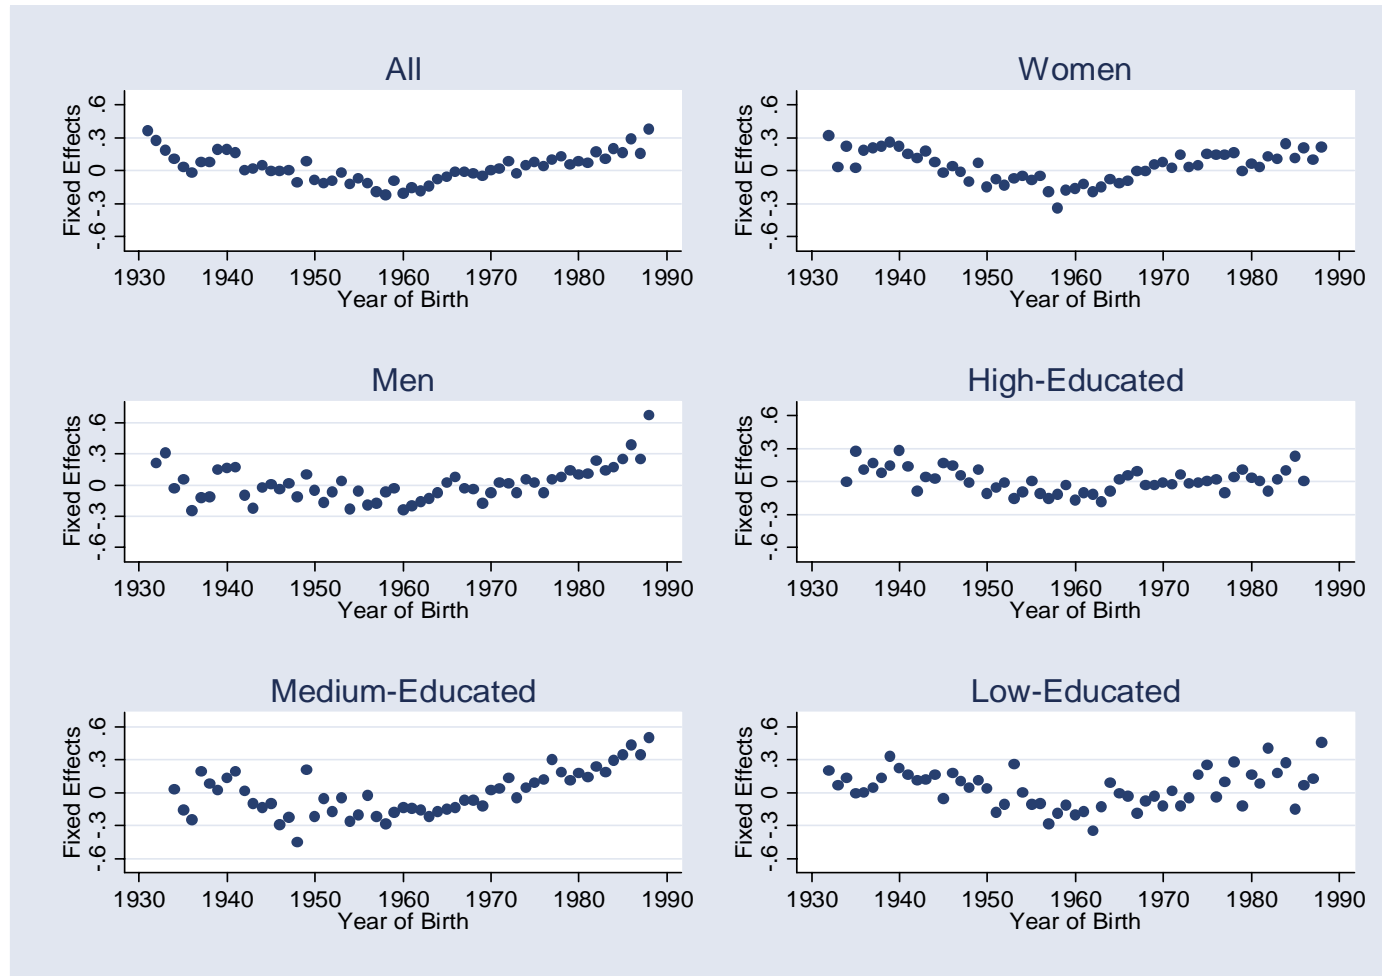 All
Fixed Effects
.6
.3
0
-.3
-.6
1930 1940 1950 1960 1970 1980 1990
Year of Birth
Women
Fixed Effects
.6
.3
0
-.3
-.6
1930 1940 1950 1960 1970 1980 1990
Year of Birth
Men
Fixed Effects
.6
.3
0
-.3
-.6
1930 1940 1950 1960 1970 1980 1990
Year of Birth
High-Educated
Fixed Effects
.6
.3
0
-.3
-.6
1930 1940 1950 1960 1970 1980 1990
Year of Birth
Medium-Educated
Fixed Effects
.6
.3
0
-.3
-.6
1930 1940 1950 1960 1970 1980 1990
Year of Birth
Low-Educated
Fixed Effects
.6
.3
0
-.3
-.6
1930 1940 1950 1960 1970 1980 1990
Year of Birth